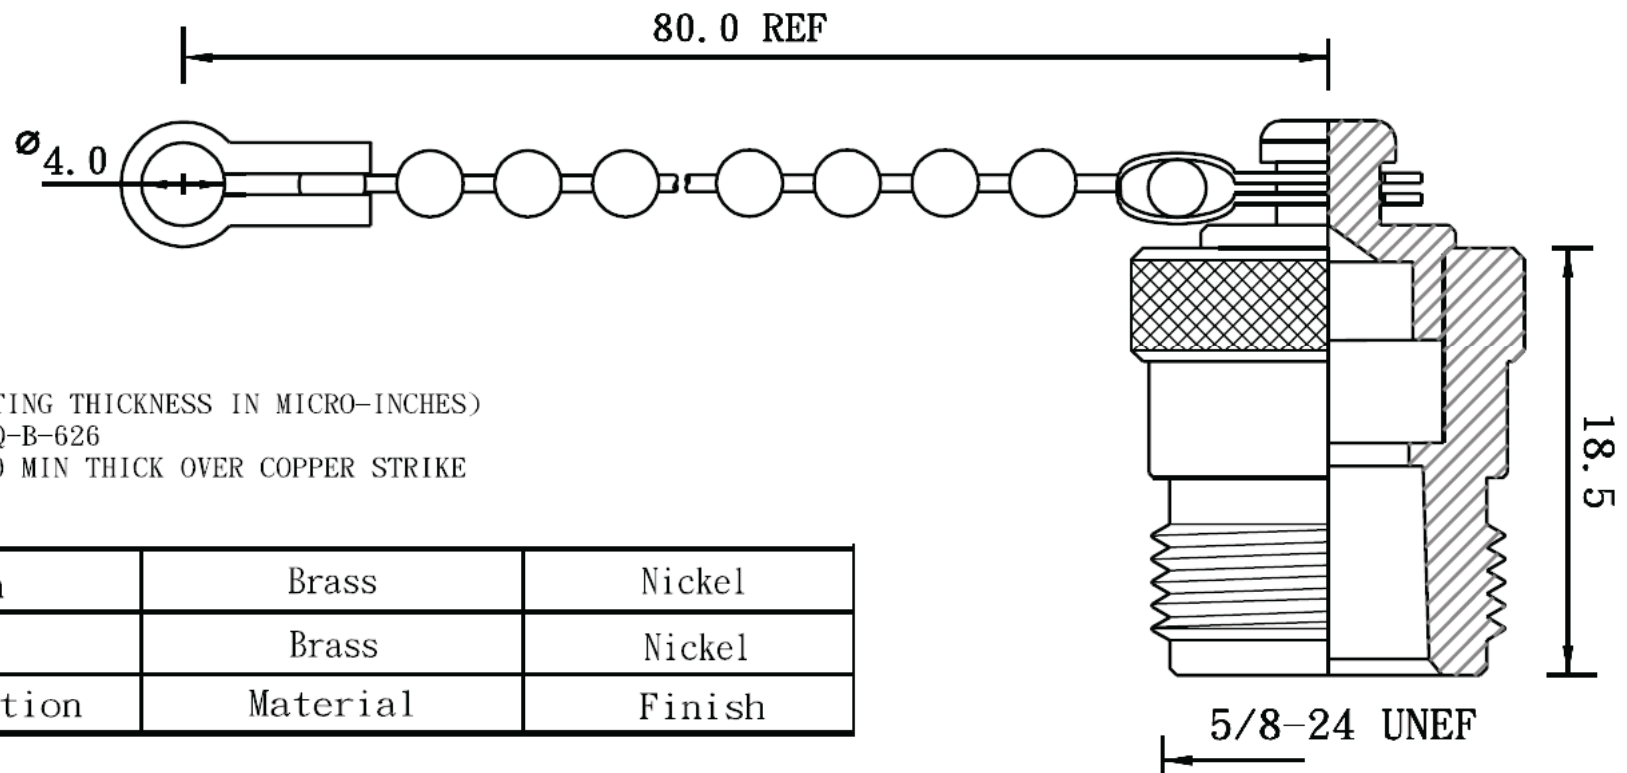 80.0 REF
⌀4.0
TING THICKNESS IN MICRO-INCHES)
Q-B-626
0 MIN THICK OVER COPPER STRIKE
18.5
Brass Nickel
Brass Nickel
tion Material Finish
5/8-24 UNEF